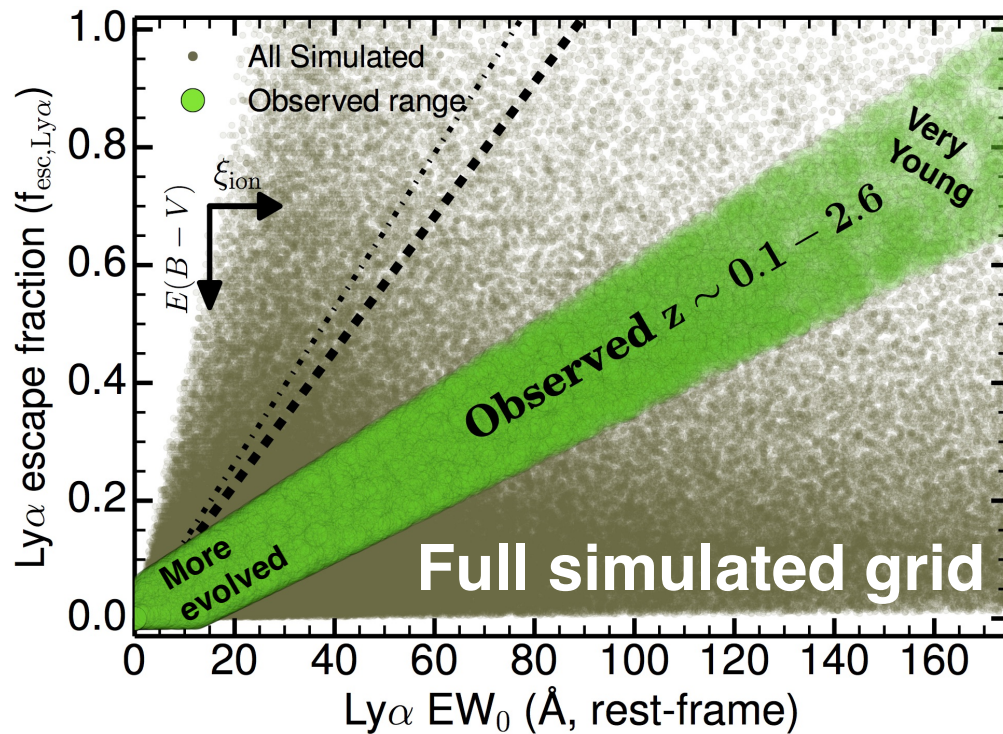 All Simulated
Observed range
Very
Young
ξion
E(B − V)
Observed z ∼ 0.1 − 2.6
More
evolved
Full simulated grid
1.0
0.8
0.6
0.4
0.2
0.0
0 20 40 60 80 100 120 140 160
Lyα escape fraction (fesc,Lyα)
Lyα EW0 (Å, rest-frame)